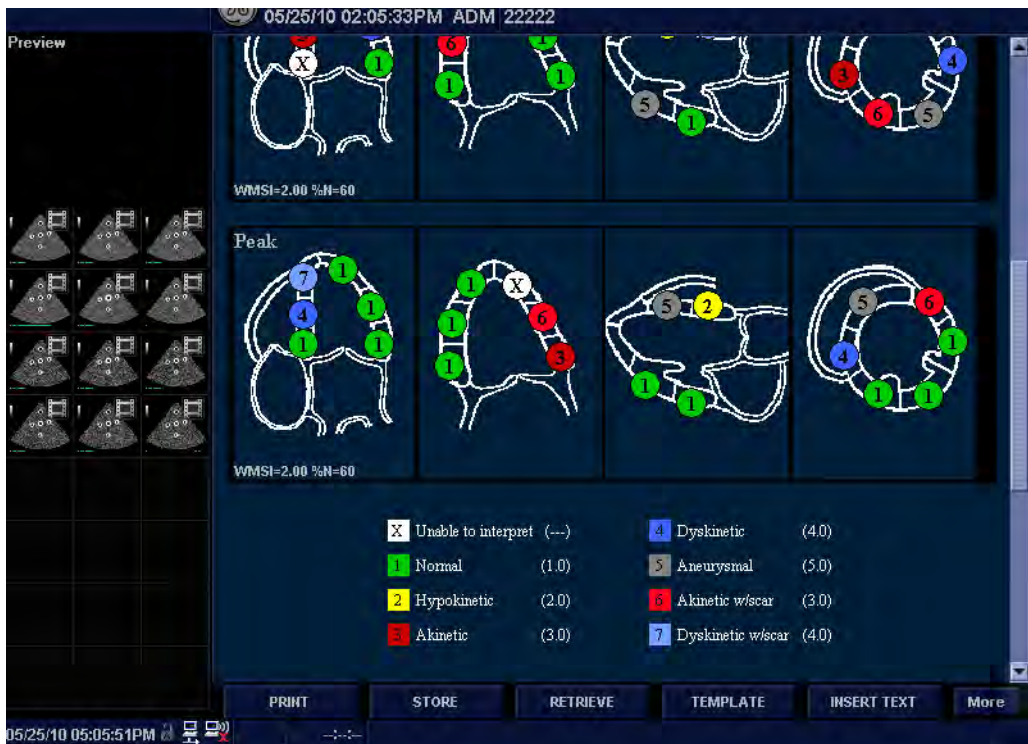 05/25/10 02:05:33PM ADM 22222
Preview
X 1
6 1
1 1
5 1
3 4
6 5
WMSI=2.00 %N=60
Peak
7 1
4 1
1 1
1 X
1 6
1 3
5 2
1 1
5 6
4 1
1 1
WMSI=2.00 %N=60
X Unable to interpret (---)
1 Normal (1.0)
2 Hypokinetic (2.0)
3 Akinetic (3.0)
4 Dyskinetic (4.0)
5 Aneurysmal (5.0)
6 Akinetic w/scar (3.0)
7 Dyskinetic w/scar (4.0)
PRINT STORE RETRIEVE TEMPLATE INSERT TEXT More
05/25/10 05:05:51PM --:--